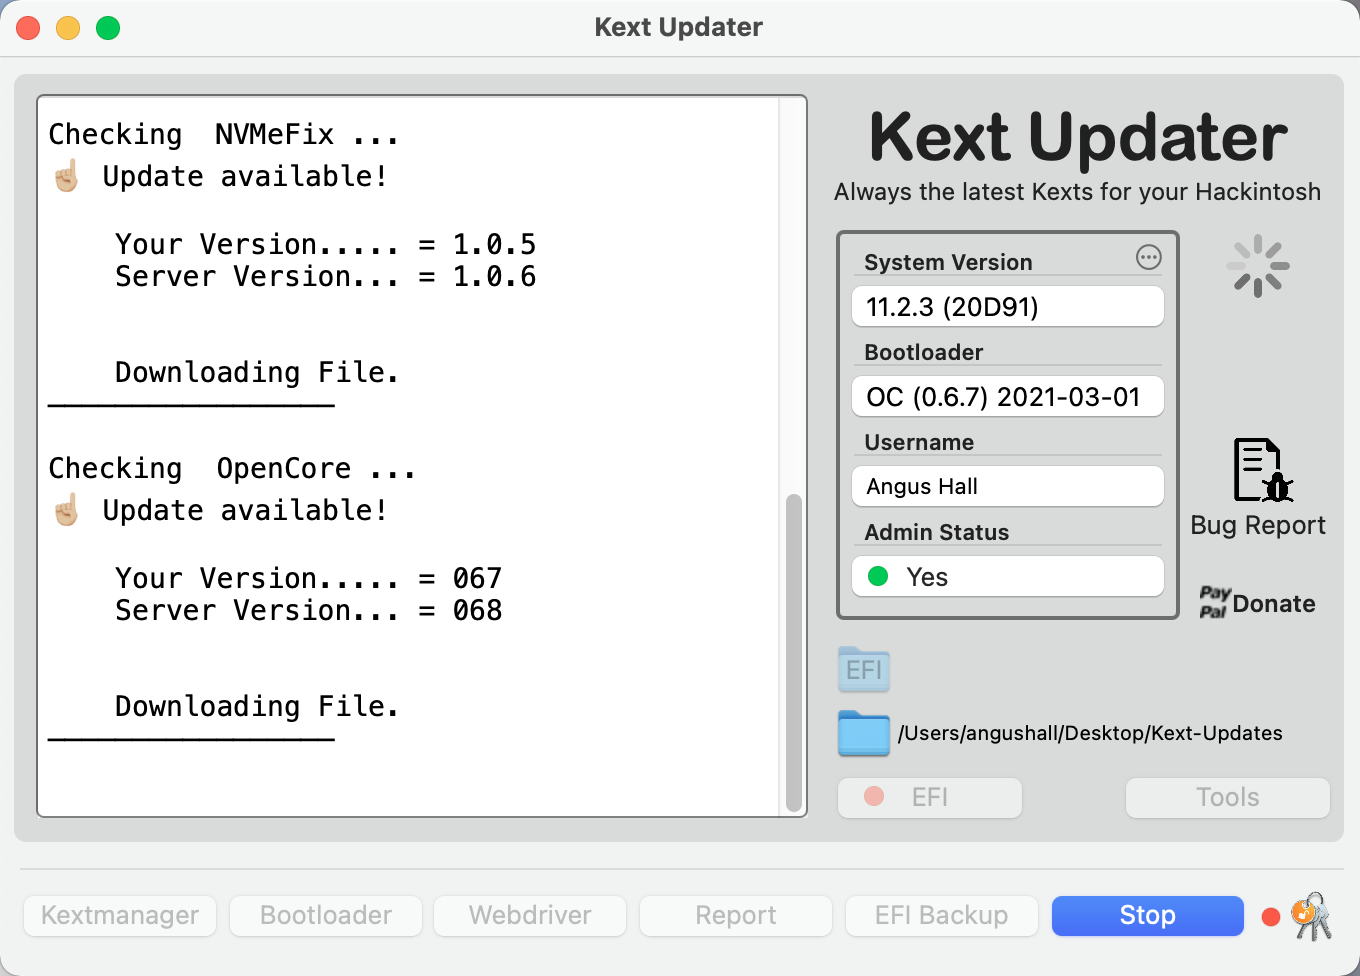 Kext Updater
Checking  NVMeFix ...
☝🏼 Update available!
Your Version..... = 1.0.5
Server Version... = 1.0.6
Downloading File.
Checking  OpenCore ...
☝🏼 Update available!
Your Version..... = 067
Server Version... = 068
Downloading File.
Kext Updater
Always the latest Kexts for your Hackintosh
System Version
11.2.3 (20D91)
Bootloader
OC (0.6.7) 2021-03-01
Username
Angus Hall
Admin Status
Yes
Bug Report
PayPal Donate
EFI
/Users/angushall/Desktop/Kext-Updates
EFI
Tools
Kextmanager
Bootloader
Webdriver
Report
EFI Backup
Stop